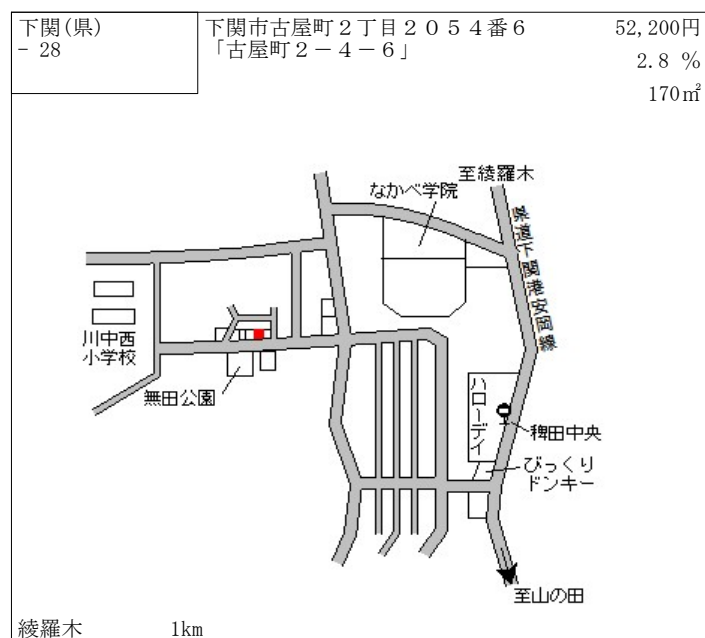 下関(県)
－ 28
下関市古屋町２丁目２０５４番６
「古屋町２－４－６」
52,200円
2.8 %
170㎡
至綾羅木
なかべ学院
県道下関港安岡線
川中西
小学校
無田公園
ハローデイ
稗田中央
びっくり
ドンキー
至山の田
綾羅木 1km